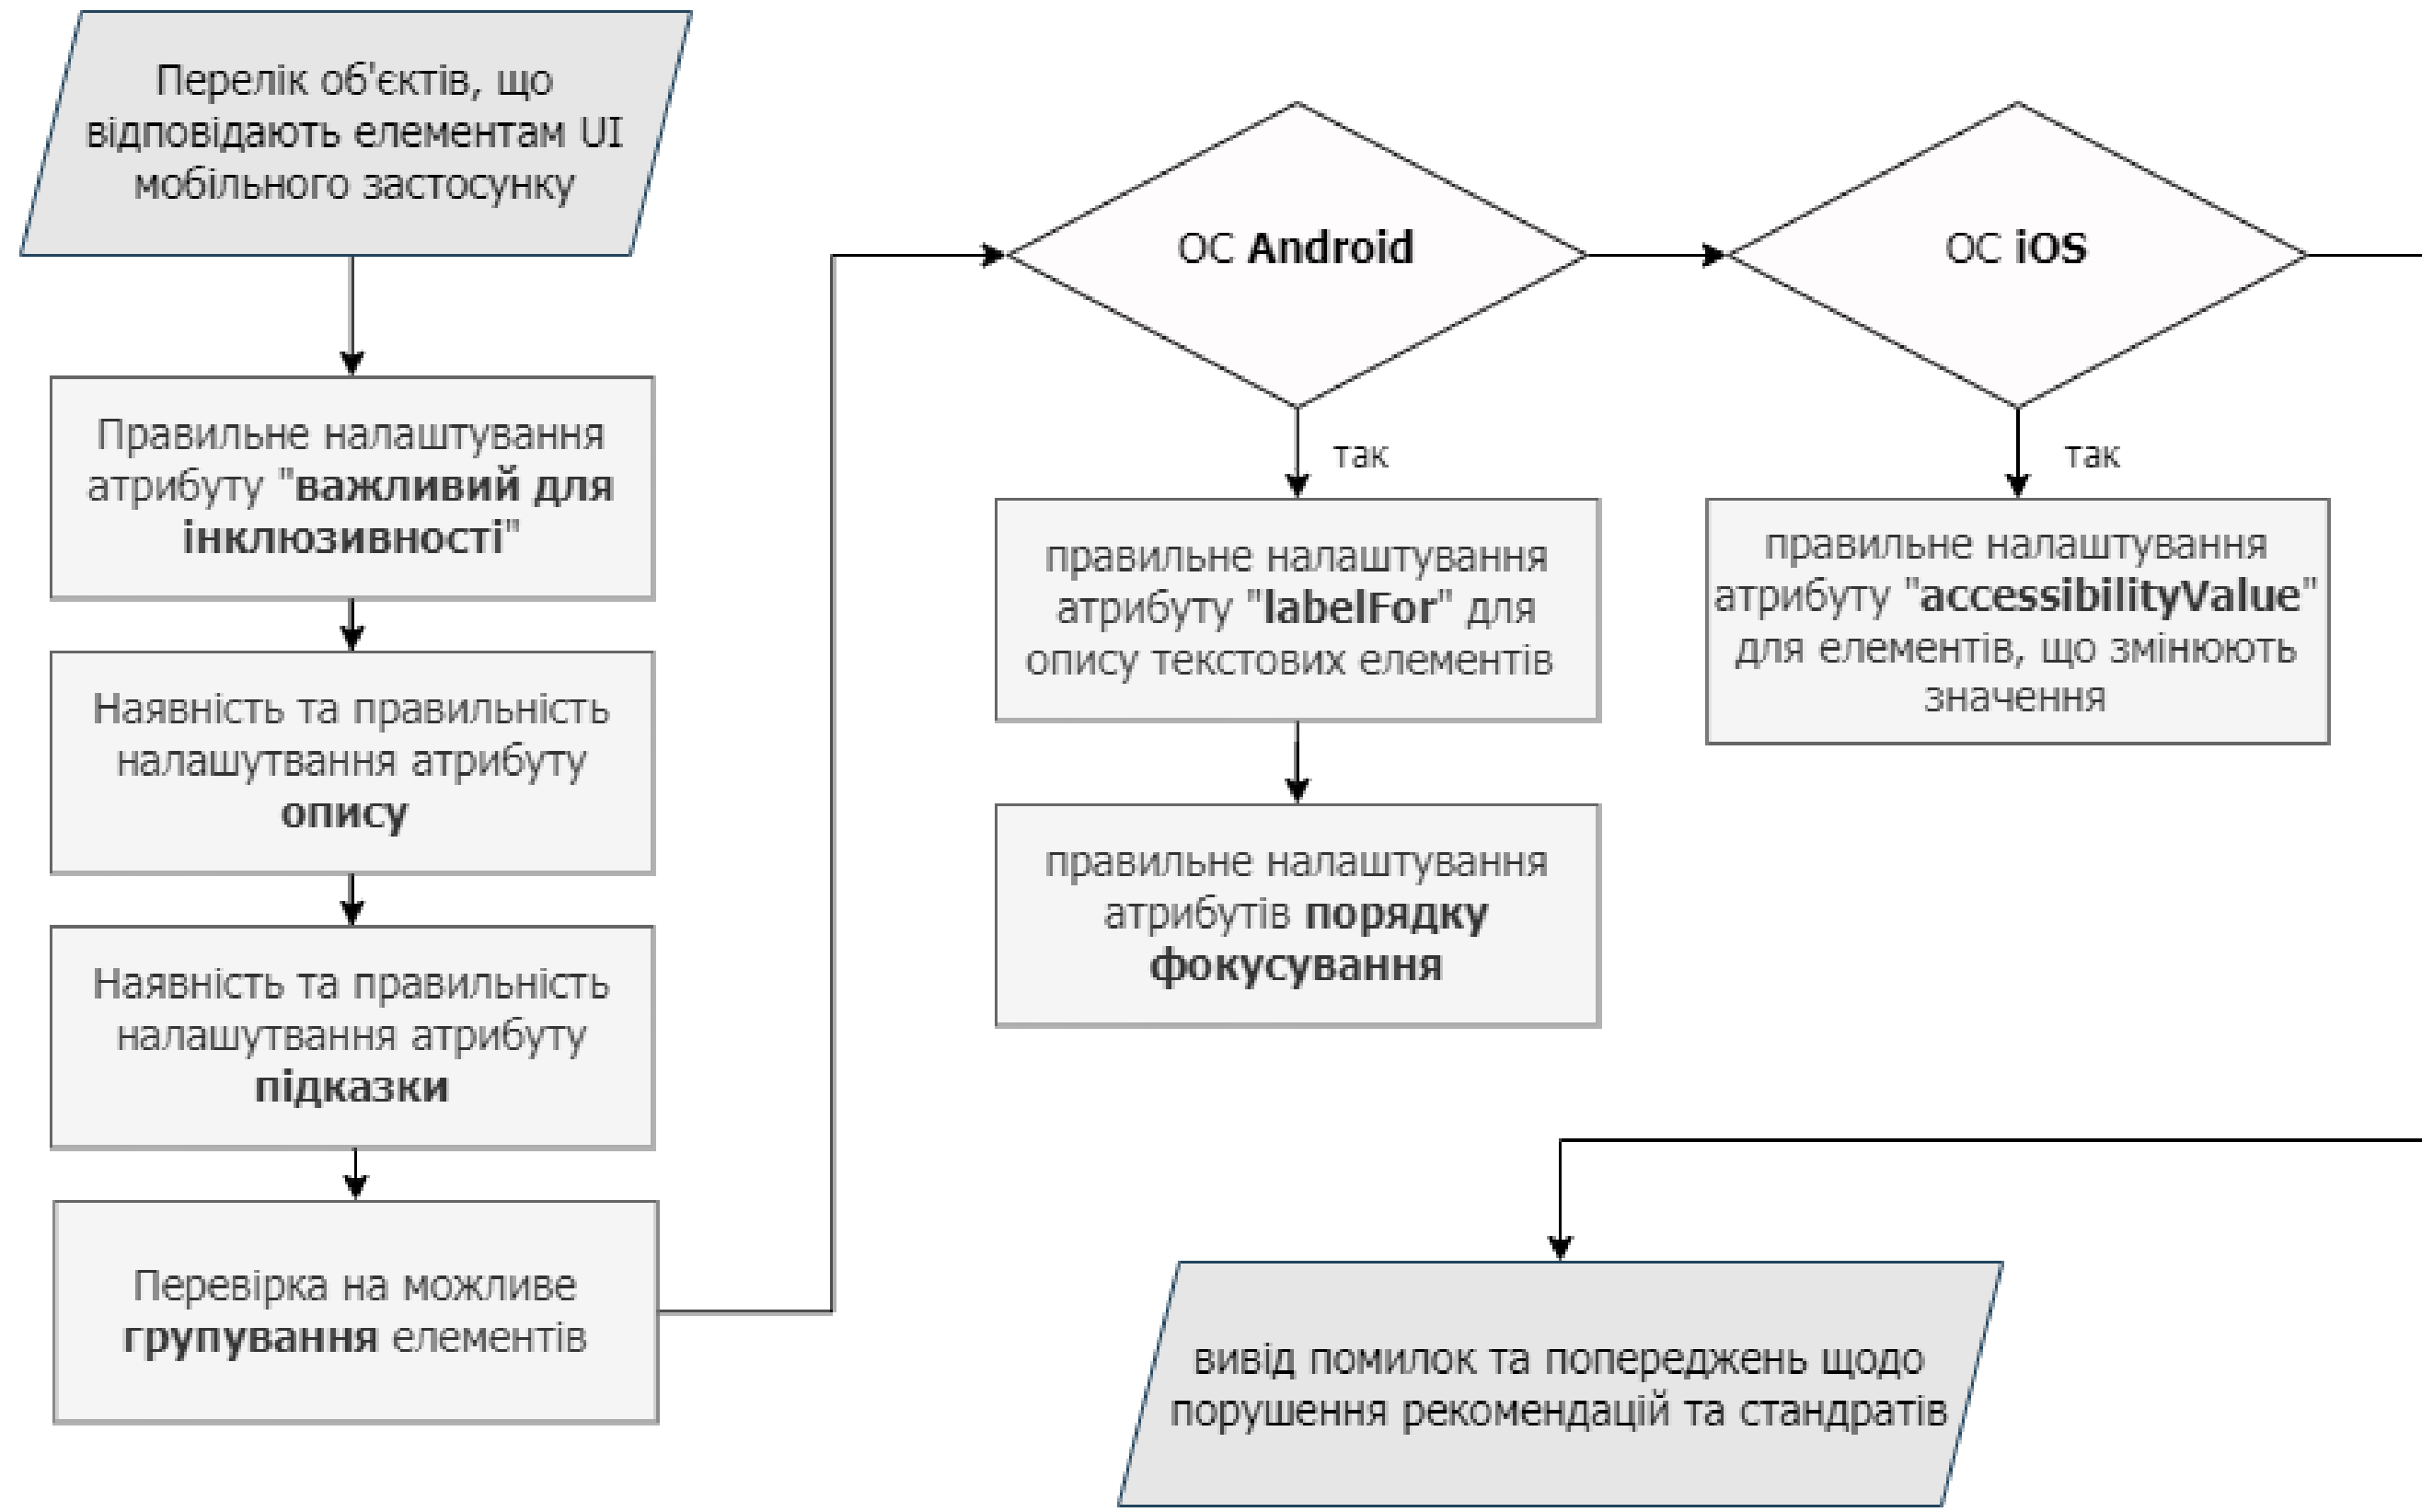 Перелік об'єктів, що
відповідають елементам UI
мобільного застосунку
Правильне налаштування
атрибуту "важливий для
інклюзивності"
Наявність та правильність
налашутвання атрибуту
опису
Наявність та правильність
налашутвання атрибуту
підказки
Перевірка на можливе
групування елементів
ОС Android
так
правильне налаштування
атрибуту "labelFor" для
опису текстових елементів
правильне налаштування
атрибутів порядку
фокусування
ОС iOS
так
правильне налаштування
атрибуту "accessibilityValue"
для елементів, що змінюють
значення
вивід помилок та попереджень щодо
порушення рекомендацій та стандратів